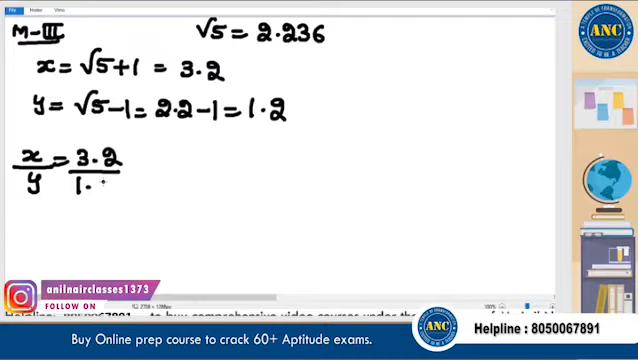 M-III √5 = 2.236
x = √5+1 = 3.2
y = √5-1 = 2.2-1 = 1.2
x/y = 3.2/1.
anilnairclasses1373
FOLLOW ON
ANC
Buy Online prep course to crack 60+ Aptitude exams.
ANC
Helpline : 8050067891